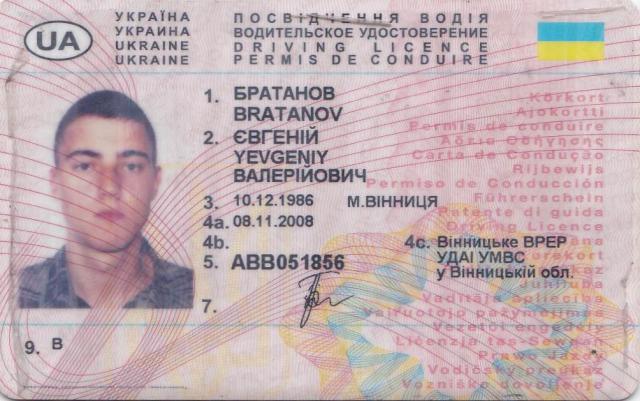 UA
УКРАЇНА
УКРАИНА
UKRAINE
UKRAINE
ПОСВІДЧЕННЯ ВОДІЯ
ВОДИТЕЛЬСКОЕ УДОСТОВЕРЕНИЕ
DRIVING LICENCE
PERMIS DE CONDUIRE
1. БРАТАНОВ
BRATANOV
2. ЄВГЕНІЙ
YEVGENIY
ВАЛЕРІЙОВИЧ
3. 10.12.1986 М.ВІННИЦЯ
4a. 08.11.2008
4b.
4c. Вінницьке ВРЕР
УДАІ УМВС
у Вінницькій обл.
5. АВВ051856
7.
9. B
Körkort
Ajokortti
Permis de conduire
Άδεια Οδήγησης
Carta de Condução
Rijbewijs
Permiso de Conducción
Führerschein
Patente di guida
Driving Licence
Juhiluba
Vadītāja apliecība
Vairuotojo pažymėjimas
Vezetői engedély
Liċenzja tas-Sewqan
Prawo Jazdy
Vodičský preukaz
Vozniško dovoljenje